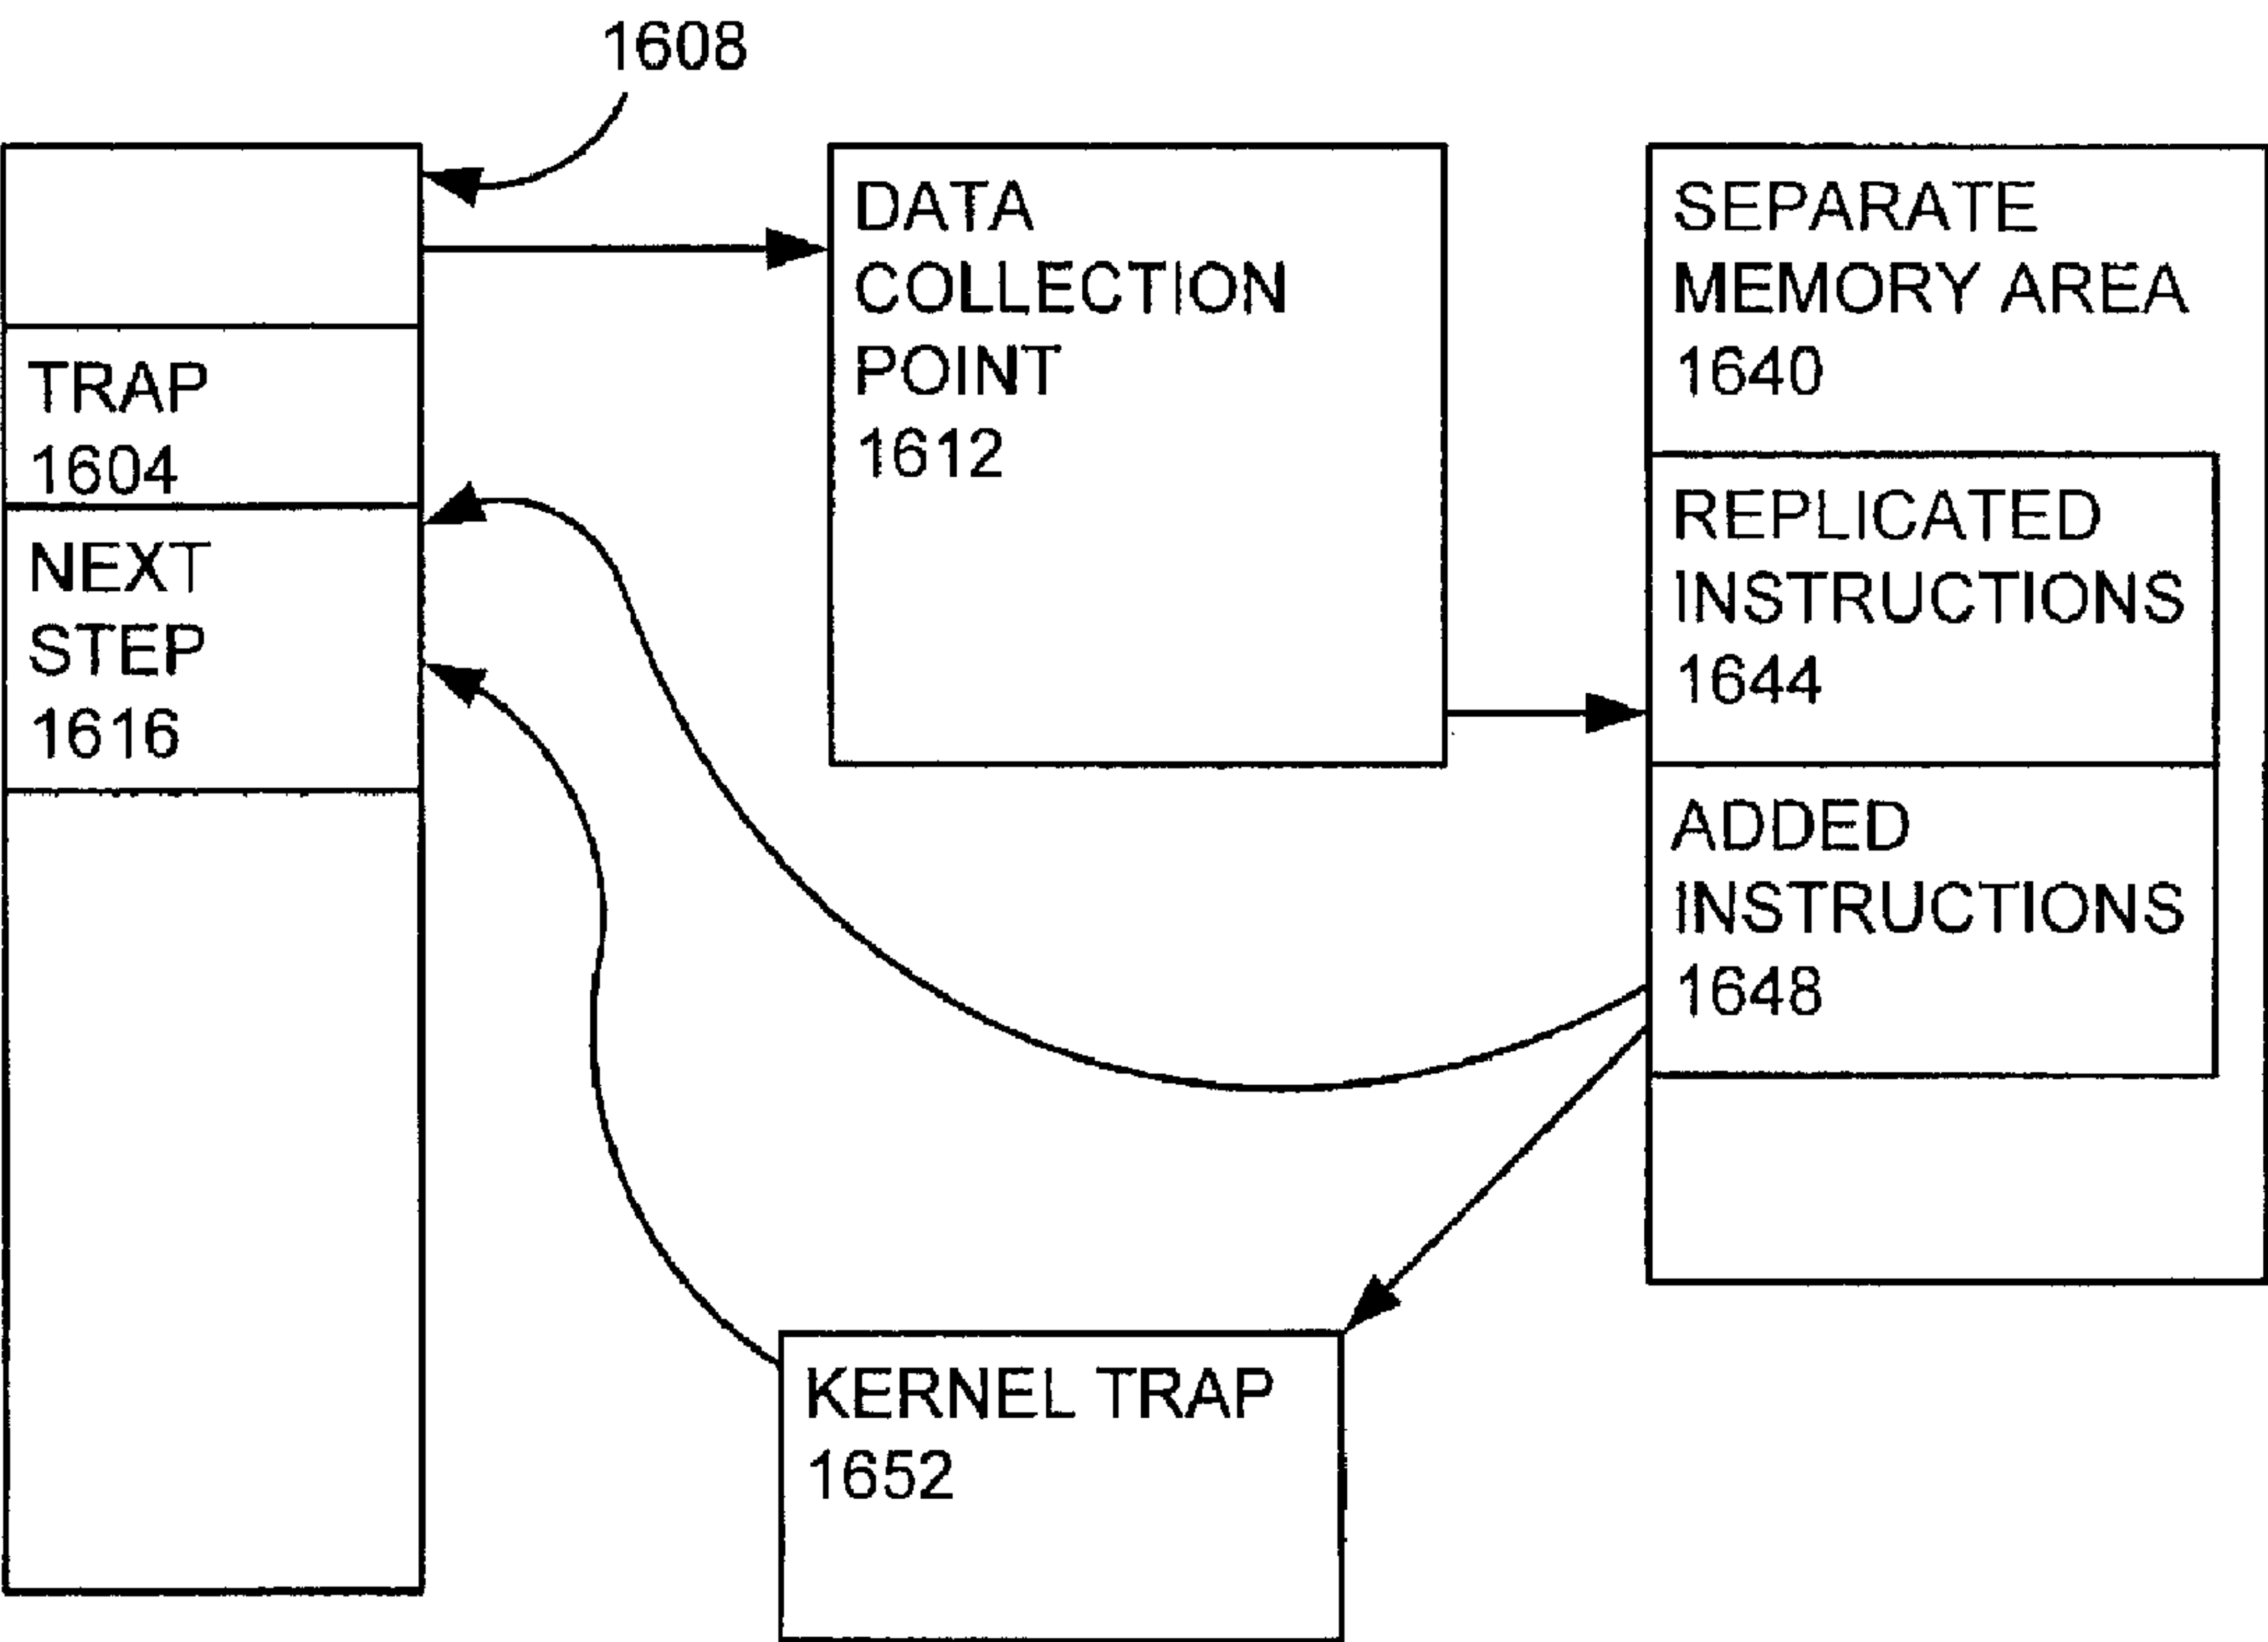 1608
TRAP
1604
NEXT
STEP
1616
DATA
COLLECTION
POINT
1612
SEPARATE
MEMORY AREA
1640
REPLICATED
INSTRUCTIONS
1644
ADDED
INSTRUCTIONS
1648
KERNEL TRAP
1652